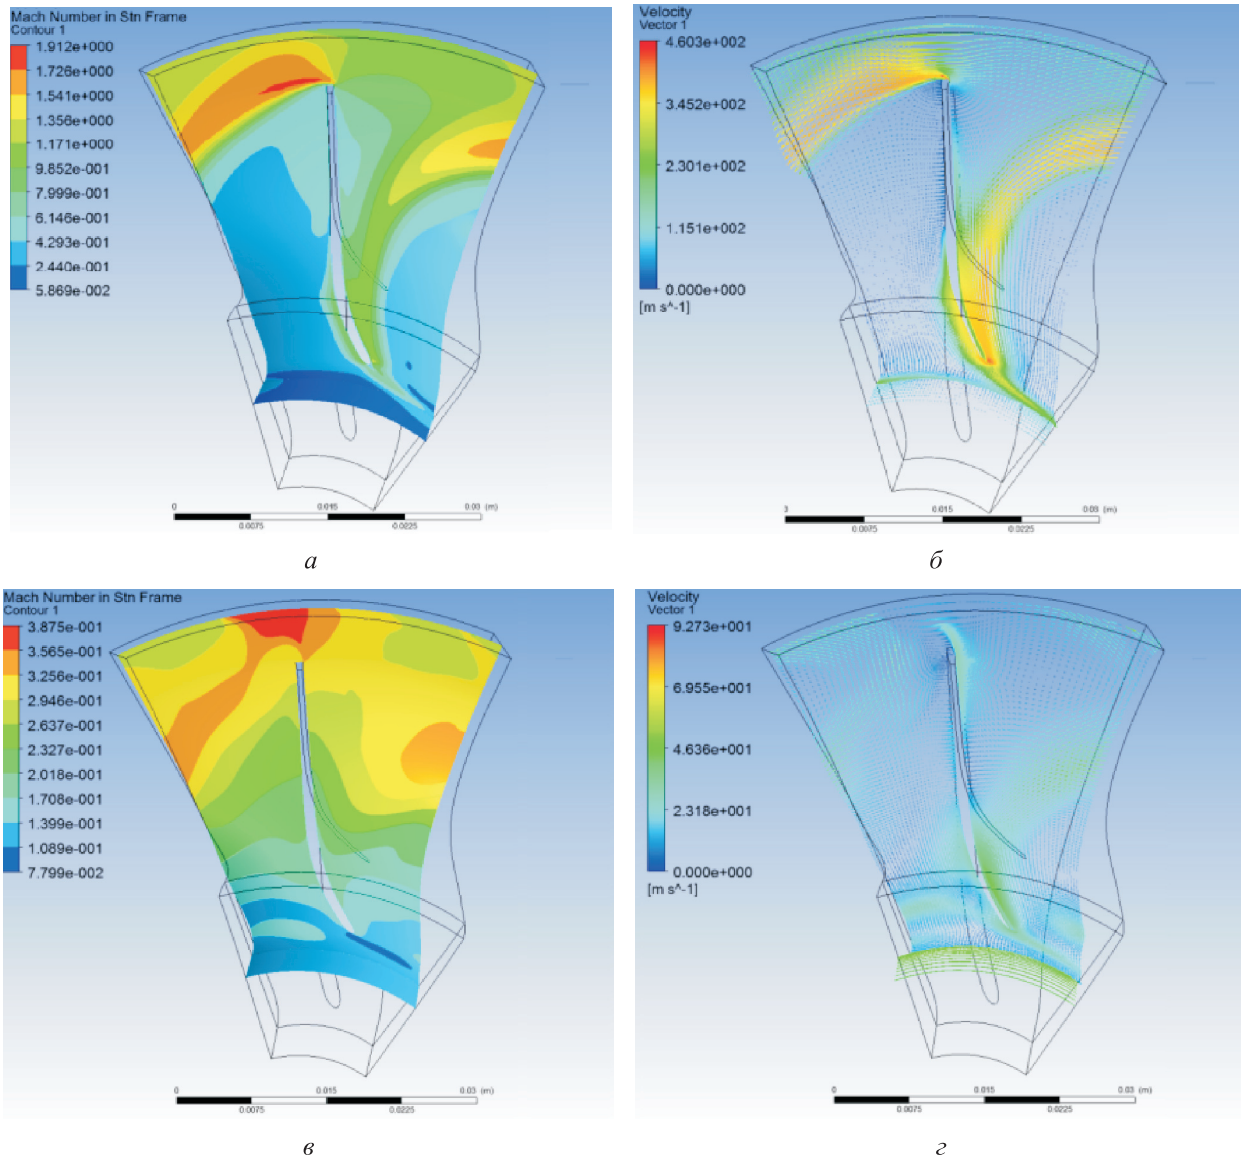 Mach Number in Stn Frame
Contour 1
1.912e+000
1.726e+000
1.541e+000
1.356e+000
1.171e+000
9.852e-001
7.999e-001
6.146e-001
4.293e-001
2.440e-001
5.869e-002
0 0.015 0.03 (m)
0.0075 0.0225
а
Velocity
Vector 1
4.603e+002
3.452e+002
2.301e+002
1.151e+002
0.000e+000
[m s^-1]
0.015 0.03 (m)
0.0075 0.0225
б
Mach Number in Stn Frame
Contour 1
3.875e-001
3.565e-001
3.256e-001
2.946e-001
2.637e-001
2.327e-001
2.018e-001
1.708e-001
1.399e-001
1.089e-001
7.799e-002
0 0.015 0.03 (m)
0.0075 0.0225
в
Velocity
Vector 1
9.273e+001
6.955e+001
4.636e+001
2.318e+001
0.000e+000
[m s^-1]
0 0.015 0.03 (m)
0.0075 0.0225
г